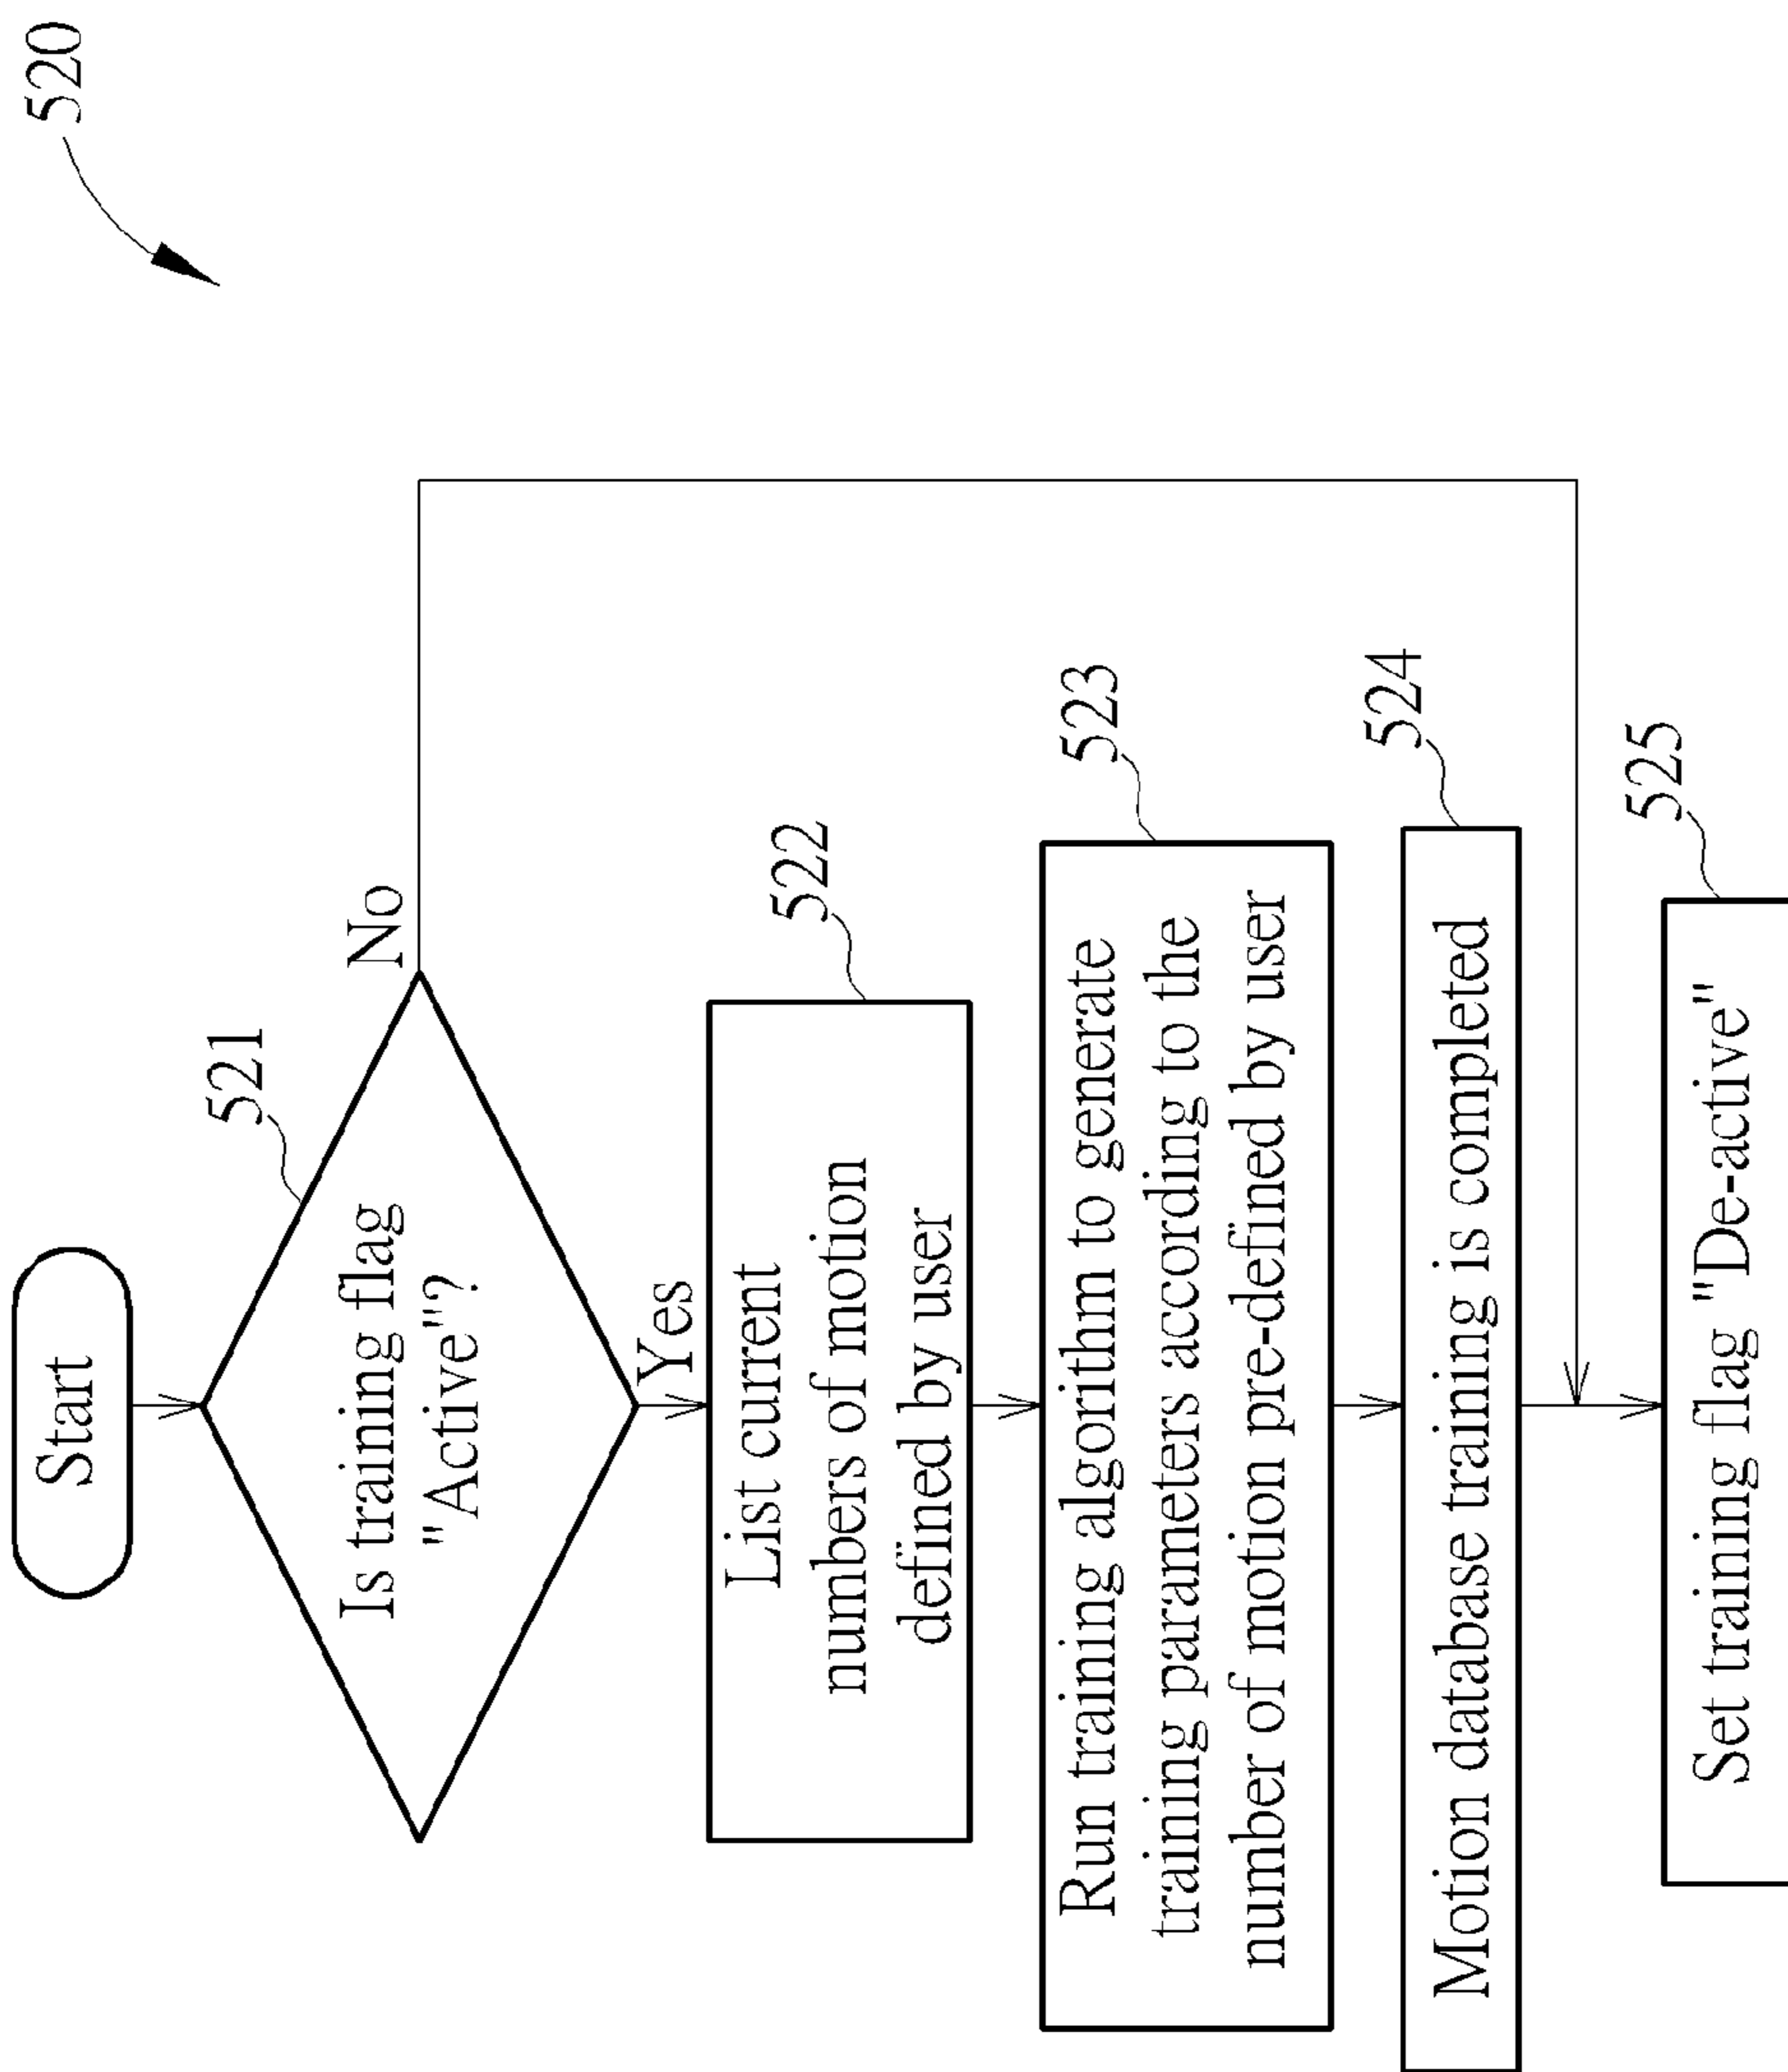 520
Start
521
Is training flag
"Active"?
No
Yes
522
List current
numbers of motion
defined by user
523
Run training algorithm to generate
training parameters according to the
number of motion pre-defined by user
524
Motion database training is completed
525
Set training flag "De-active"